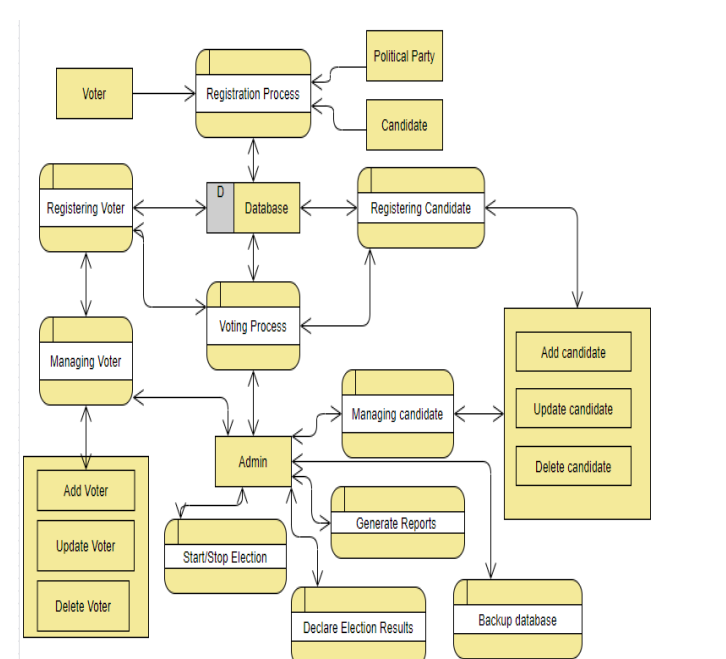 Political Party
Voter
Registration Process
Candidate
D
Database
Registering Voter
Registering Candidate
Voting Process
Managing Voter
Add candidate
Update candidate
Delete candidate
Managing candidate
Admin
Add Voter
Update Voter
Delete Voter
Generate Reports
Start/Stop Election
Declare Election Results
Backup database